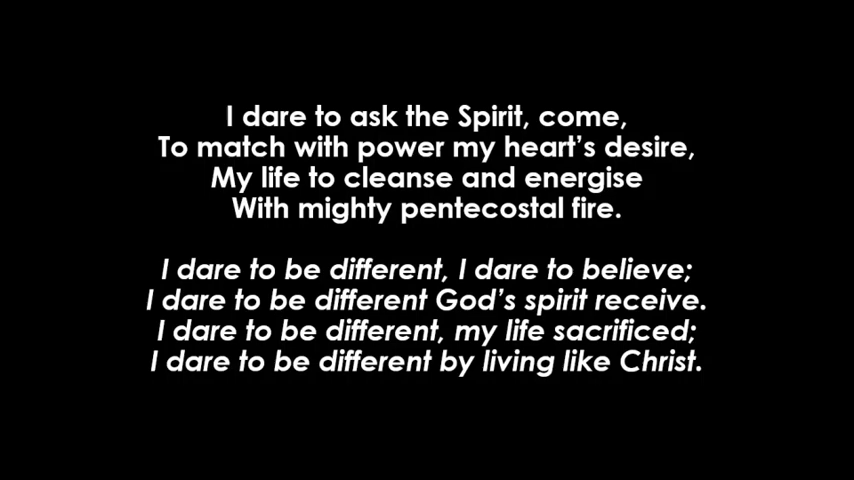 I dare to ask the Spirit, come,
To match with power my heart's desire,
My life to cleanse and energise
With mighty pentecostal fire.
I dare to be different, I dare to believe;
I dare to be different God's spirit receive.
I dare to be different, my life sacrificed;
I dare to be different by living like Christ.